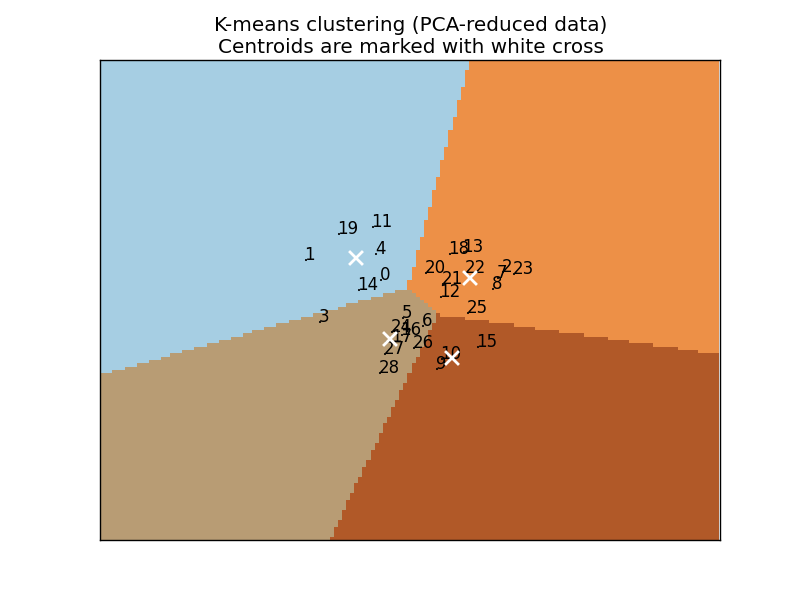 K-means clustering (PCA-reduced data)
Centroids are marked with white cross
11
19
18 13
4
1
20 2 23
22 7
0 21 8
14 12
25
3 5 6
24 16
17 26 15
27 10
28 9